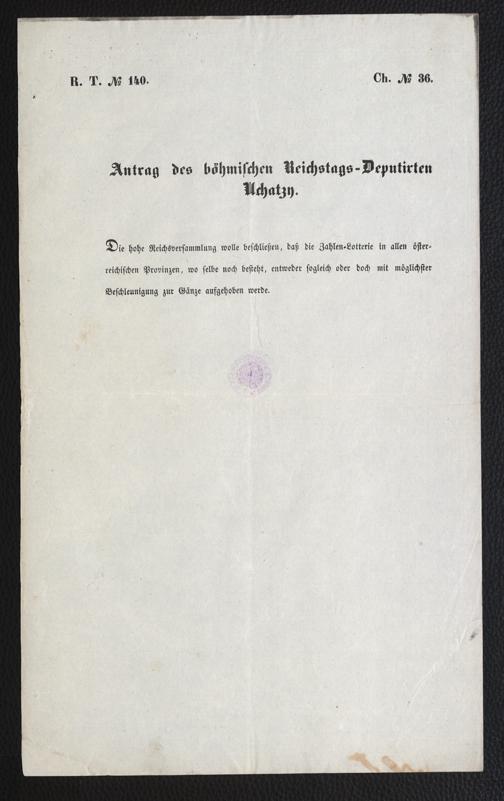 R. T. № 140.
Ch. № 36.
Antrag des böhmischen Reichstags-Deputirten
Uchatzy.
Die hohe Reichsversammlung wolle beschließen, daß die Zahlen-Lotterie in allen öster-
reichischen Provinzen, wo selbe noch besteht, entweder sogleich oder doch mit möglichster
Beschleunigung zur Gänze aufgehoben werde.